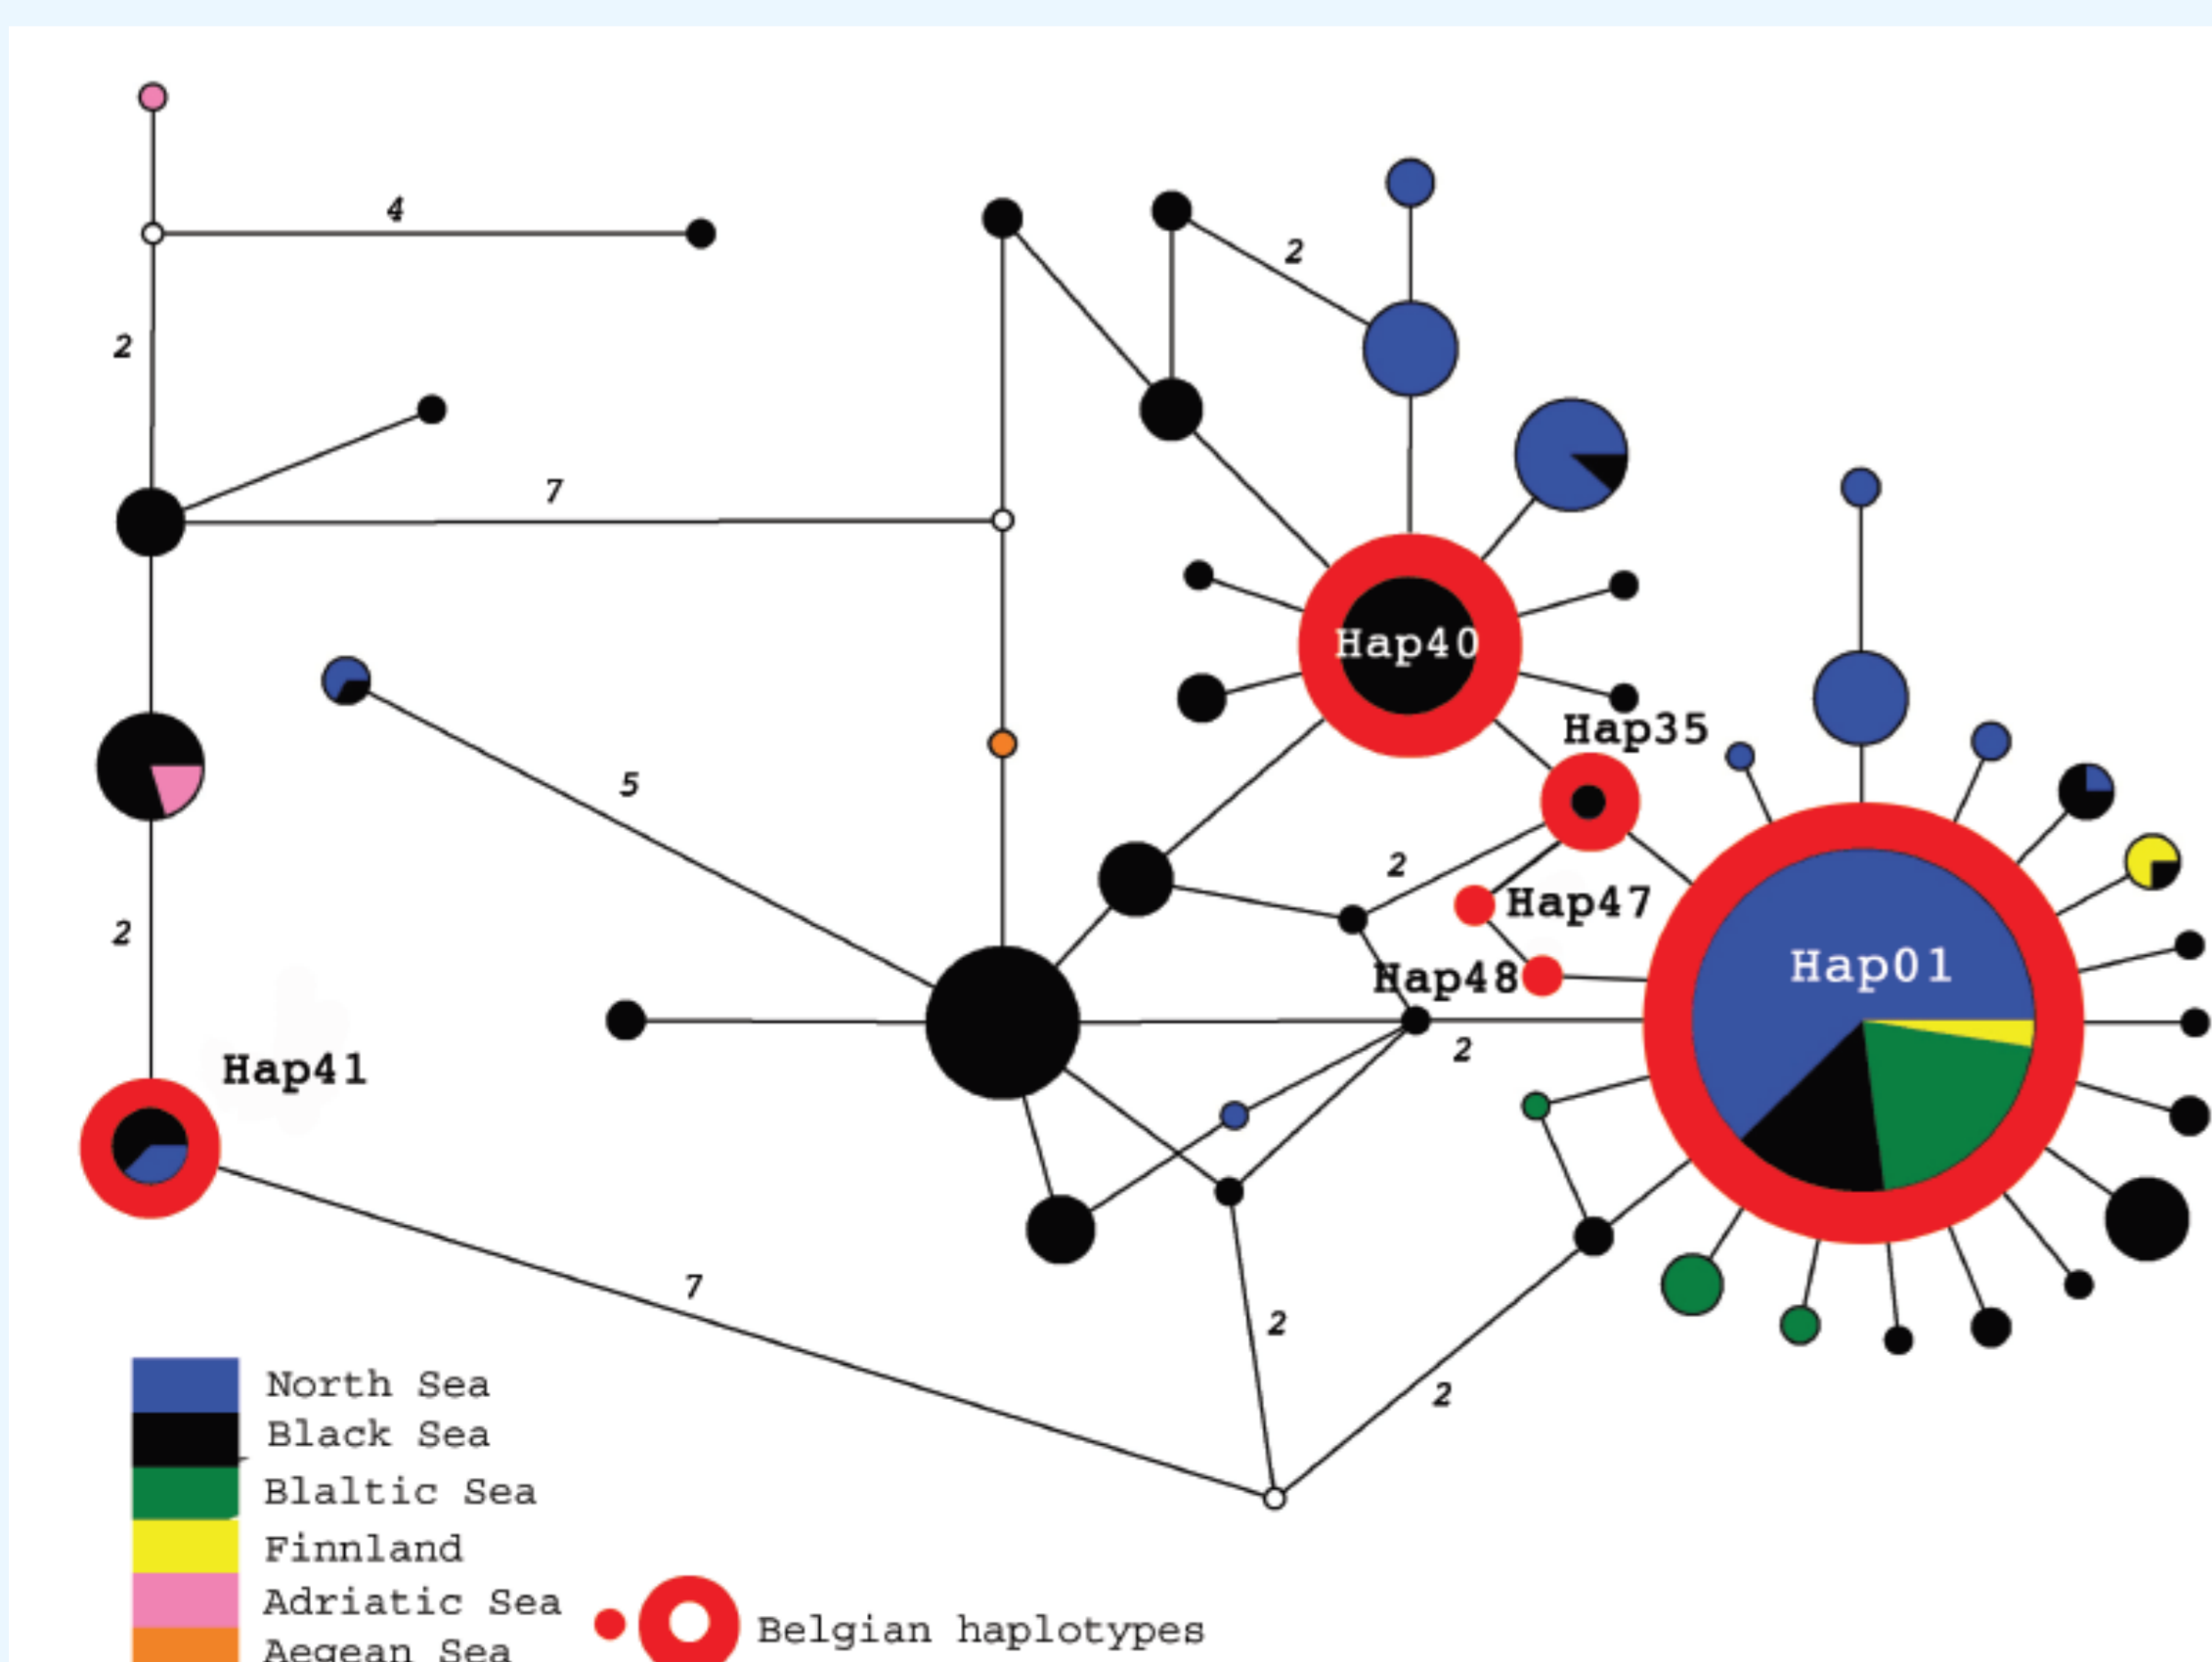 4
2
2
7
Hap40
Hap35
5
2
Hap47
Hap01
2
Hap48
2
Hap41
7
2
2
North Sea
Black Sea
Blaltic Sea
Finnland
Adriatic Sea
Aegean Sea
Belgian haplotypes